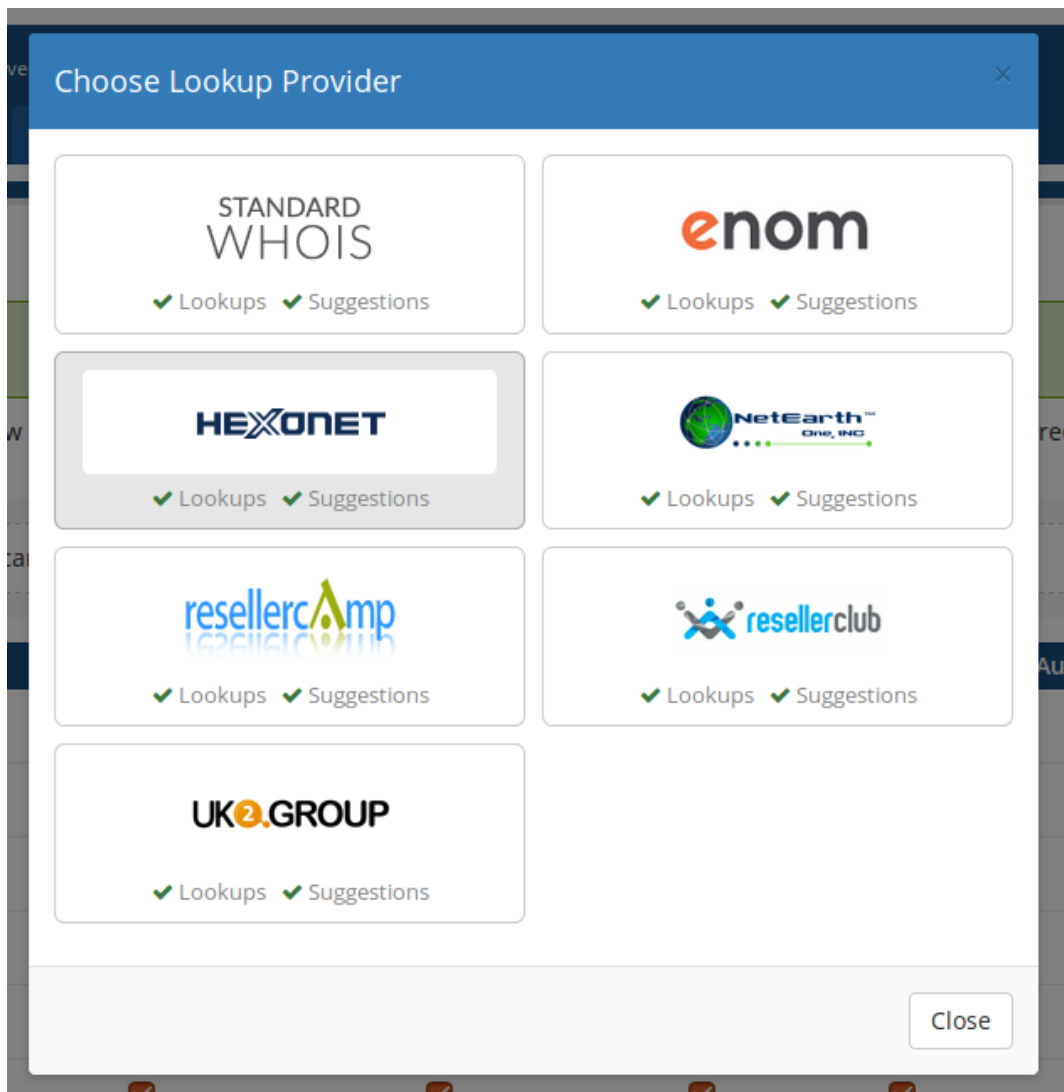 Choose Lookup Provider ×
STANDARD
WHOIS
Lookups Suggestions
enom
Lookups Suggestions
HEXONET
Lookups Suggestions
NetEarth™
One, INC
Lookups Suggestions
resellercamp
Lookups Suggestions
resellerclub
Lookups Suggestions
UK2.GROUP
Lookups Suggestions
Close